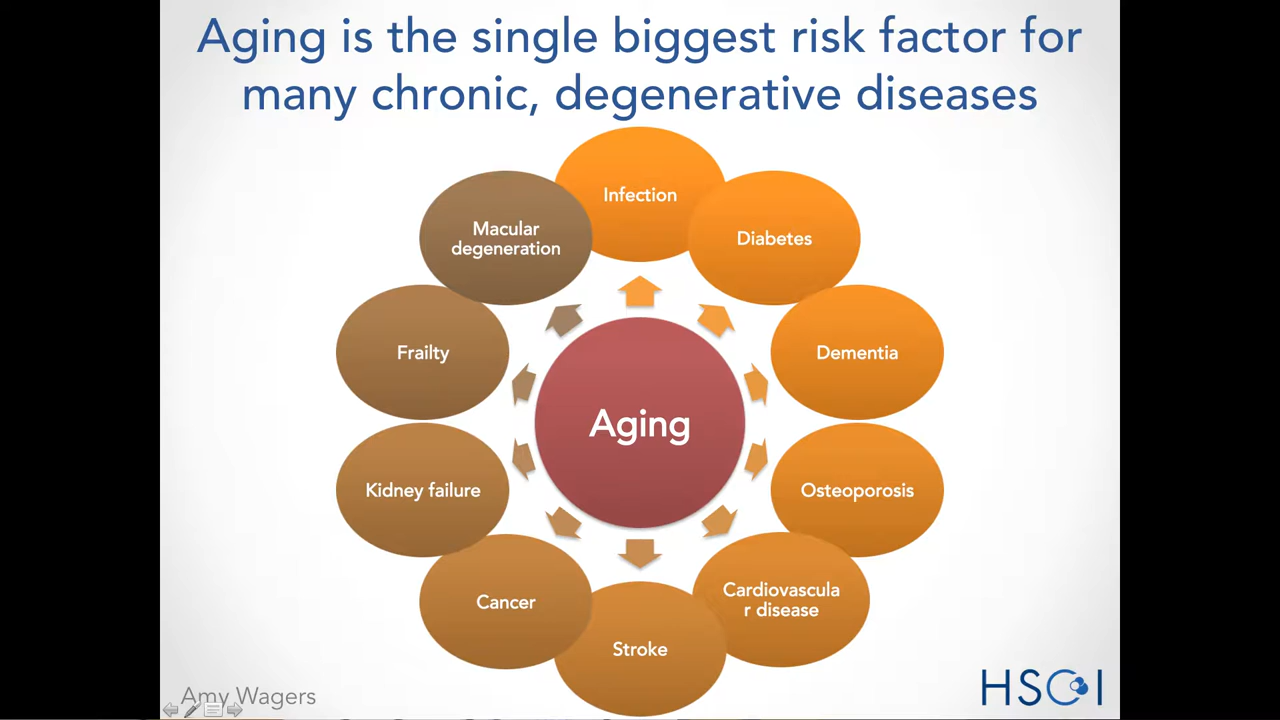 Aging is the single biggest risk factor for
many chronic, degenerative diseases
Infection
Diabetes
Dementia
Osteoporosis
Cardiovascula
r disease
Stroke
Cancer
Kidney failure
Frailty
Macular
degeneration
Aging
Amy Wagers
HSCI